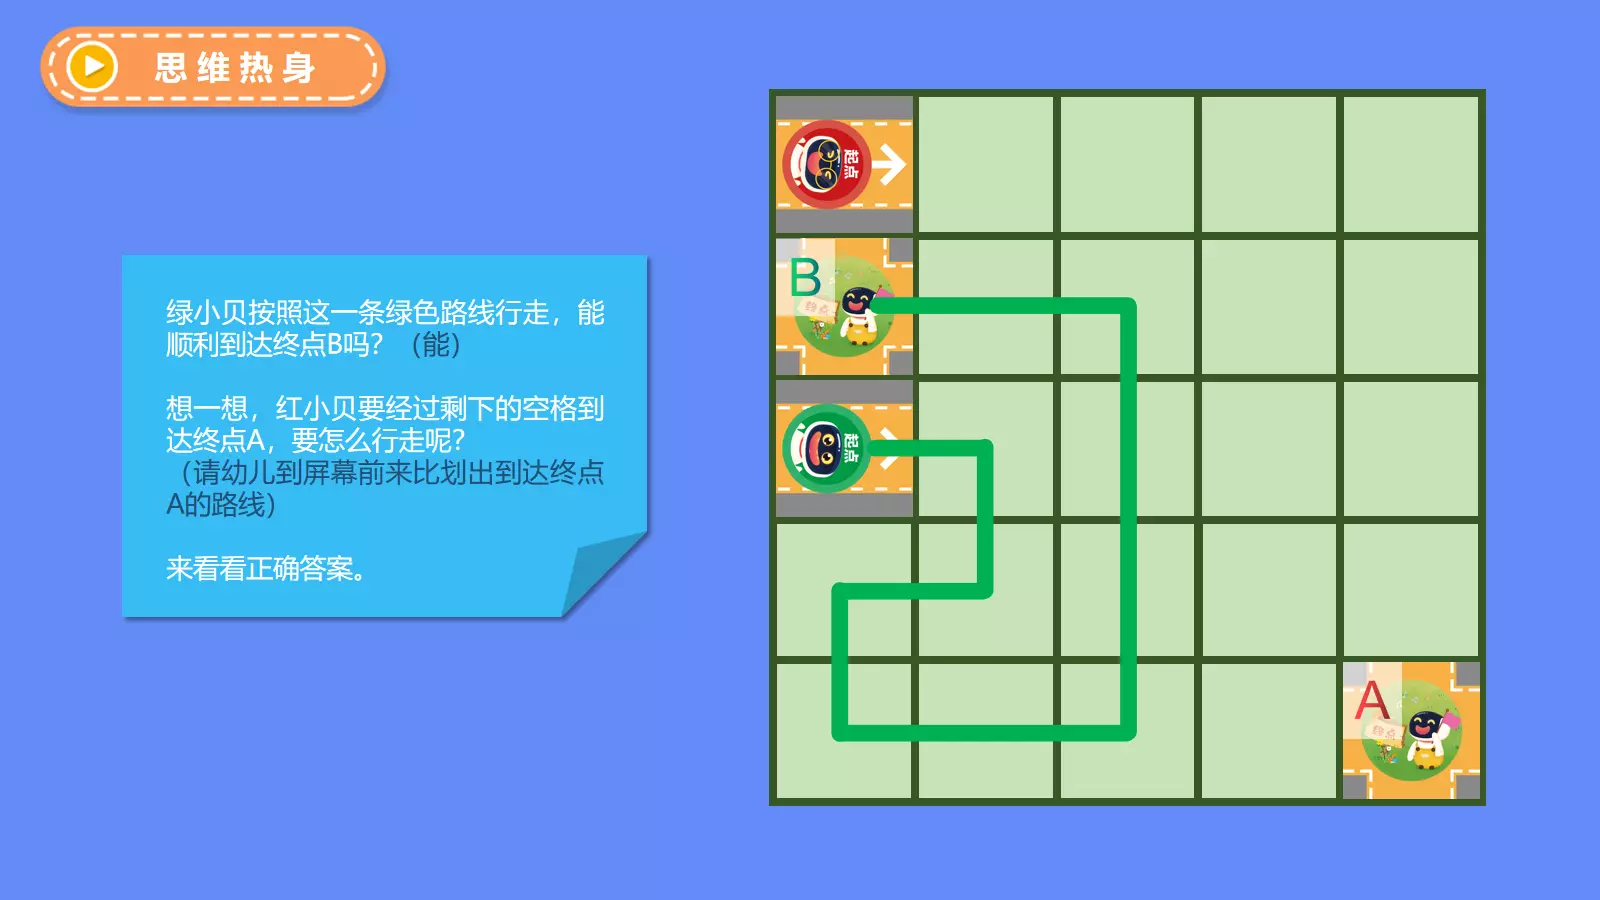 思维热身
绿小贝按照这一条绿色路线行走，能
顺利到达终点B吗？（能）
想一想，红小贝要经过剩下的空格到
达终点A，要怎么行走呢？
（请幼儿到屏幕前来比划出到达终点
A的路线）
来看看正确答案。
起点
B
终点
起点
A
终点